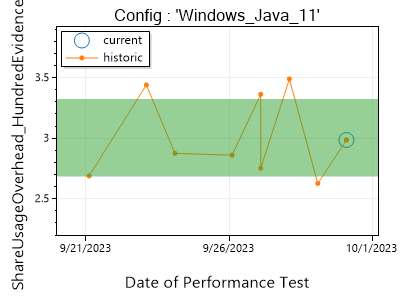 Config : 'Windows_Java_11'
current
historic
ShareUsageOverhead_HundredEvidence
3.5
3
2.5
9/21/2023
9/26/2023
10/1/2023
Date of Performance Test